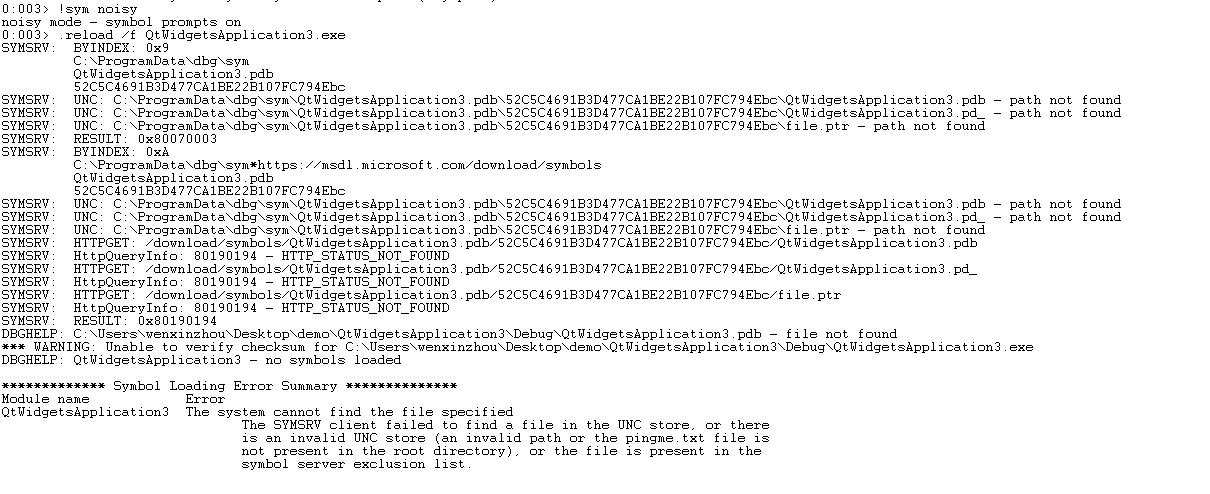 0:003> !sym noisy
noisy mode - symbol prompts on
0:003> .reload /f QtWidgetsApplication3.exe
SYMSRV:  BYINDEX: 0x9
         C:\ProgramData\dbg\sym
         QtWidgetsApplication3.pdb
         52C5C4691B3D477CA1BE22B107FC794Ebc
SYMSRV:  UNC: C:\ProgramData\dbg\sym\QtWidgetsApplication3.pdb\52C5C4691B3D477CA1BE22B107FC794Ebc\QtWidgetsApplication3.pdb - path not found
SYMSRV:  UNC: C:\ProgramData\dbg\sym\QtWidgetsApplication3.pdb\52C5C4691B3D477CA1BE22B107FC794Ebc\QtWidgetsApplication3.pd_ - path not found
SYMSRV:  UNC: C:\ProgramData\dbg\sym\QtWidgetsApplication3.pdb\52C5C4691B3D477CA1BE22B107FC794Ebc\file.ptr - path not found
SYMSRV:  RESULT: 0x80070003
SYMSRV:  BYINDEX: 0xA
         C:\ProgramData\dbg\sym*https://msdl.microsoft.com/download/symbols
         QtWidgetsApplication3.pdb
         52C5C4691B3D477CA1BE22B107FC794Ebc
SYMSRV:  UNC: C:\ProgramData\dbg\sym\QtWidgetsApplication3.pdb\52C5C4691B3D477CA1BE22B107FC794Ebc\QtWidgetsApplication3.pdb - path not found
SYMSRV:  UNC: C:\ProgramData\dbg\sym\QtWidgetsApplication3.pdb\52C5C4691B3D477CA1BE22B107FC794Ebc\QtWidgetsApplication3.pd_ - path not found
SYMSRV:  UNC: C:\ProgramData\dbg\sym\QtWidgetsApplication3.pdb\52C5C4691B3D477CA1BE22B107FC794Ebc\file.ptr - path not found
SYMSRV:  HTTPGET: /download/symbols/QtWidgetsApplication3.pdb/52C5C4691B3D477CA1BE22B107FC794Ebc/QtWidgetsApplication3.pdb
SYMSRV:  HttpQueryInfo: 80190194 - HTTP_STATUS_NOT_FOUND
SYMSRV:  HTTPGET: /download/symbols/QtWidgetsApplication3.pdb/52C5C4691B3D477CA1BE22B107FC794Ebc/QtWidgetsApplication3.pd_
SYMSRV:  HttpQueryInfo: 80190194 - HTTP_STATUS_NOT_FOUND
SYMSRV:  HTTPGET: /download/symbols/QtWidgetsApplication3.pdb/52C5C4691B3D477CA1BE22B107FC794Ebc/file.ptr
SYMSRV:  HttpQueryInfo: 80190194 - HTTP_STATUS_NOT_FOUND
SYMSRV:  RESULT: 0x80190194
DBGHELP: C:\Users\wenxinzhou\Desktop\demo\QtWidgetsApplication3\Debug\QtWidgetsApplication3.pdb - file not found
*** WARNING: Unable to verify checksum for C:\Users\wenxinzhou\Desktop\demo\QtWidgetsApplication3\Debug\QtWidgetsApplication3.exe
DBGHELP: QtWidgetsApplication3 - no symbols loaded

************* Symbol Loading Error Summary **************
Module name            Error
QtWidgetsApplication3  The system cannot find the file specified
                              The SYMSRV client failed to find a file in the UNC store, or there
                              is an invalid UNC store (an invalid path or the pingme.txt file is
                              not present in the root directory), or the file is present in the
                              symbol server exclusion list.